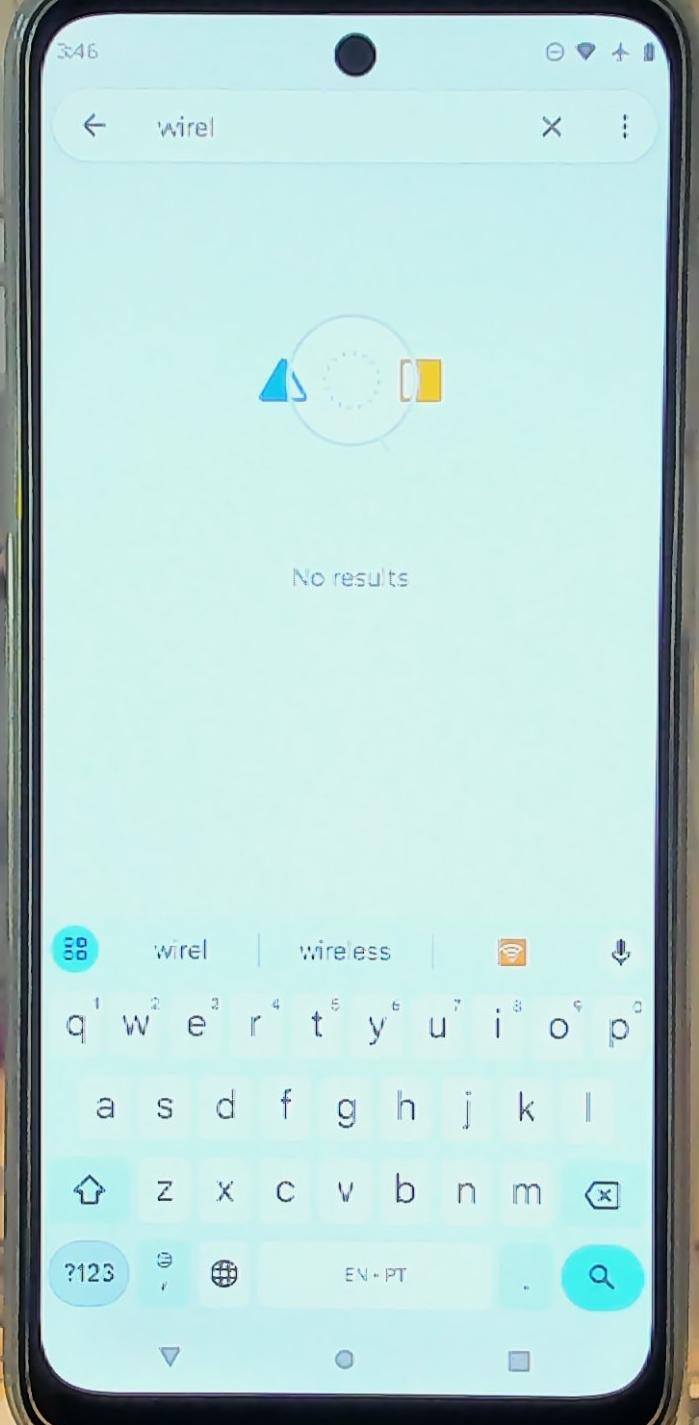 3:46
wirel
No results
wirel wireless
1 2 3 4 5 6 7 8 9 0
q w e r t y u i o p
a s d f g h j k l
z x c v b n m
?123 , EN • PT .